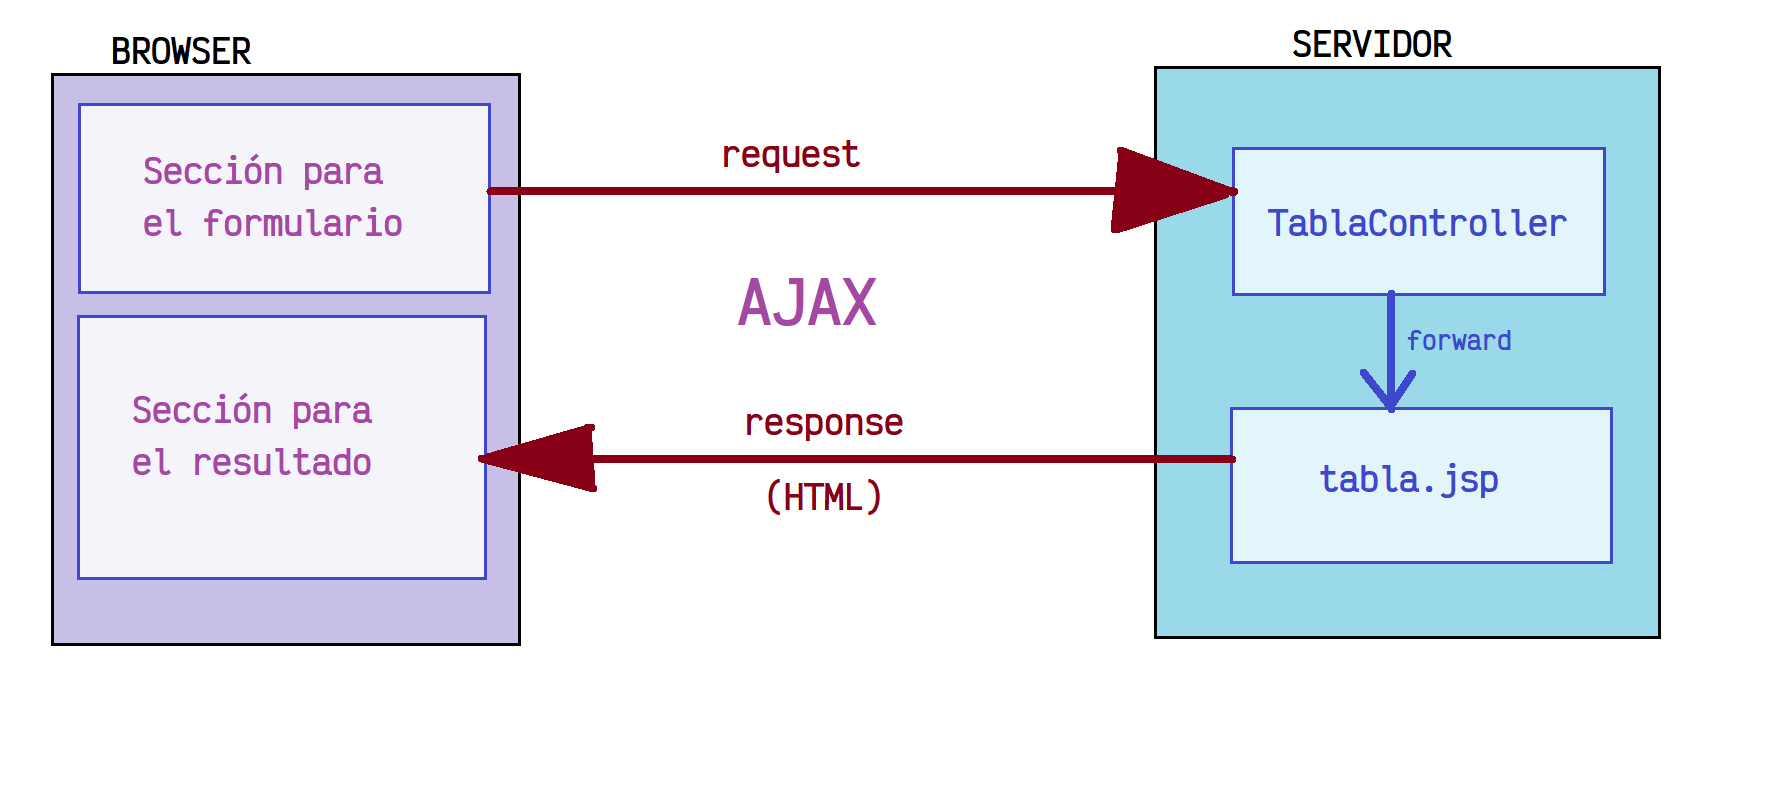 BROWSER
SERVIDOR
Sección para
el formulario
request
TablaController
AJAX
forward
Sección para
el resultado
response
(HTML)
tabla.jsp